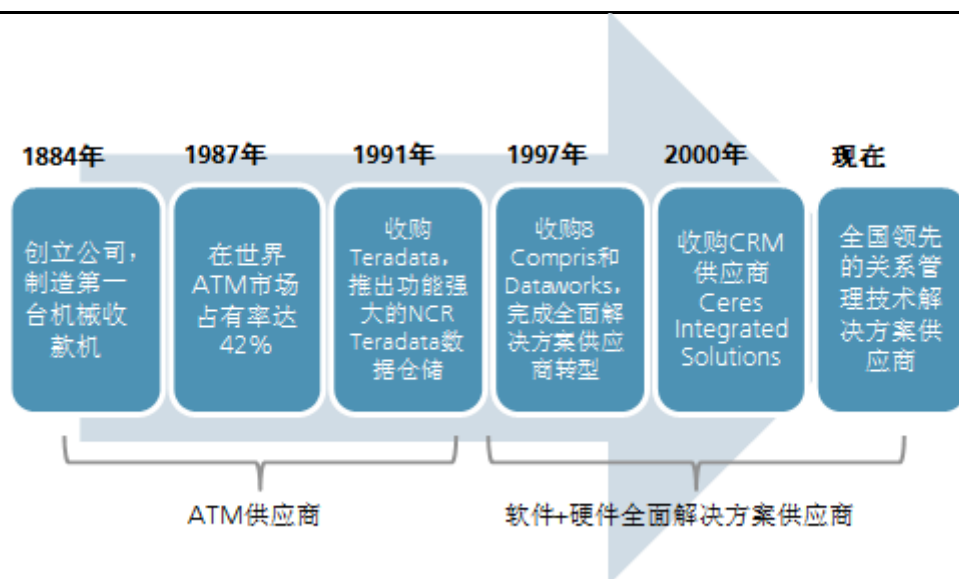 1884年
创立公司，
制造第一
台机械收
款机
1987年
在世界
ATM市场
占有率达
42%
1991年
收购
Teradata，
推出功能强
大的NCR
Teradata数
据仓储
1997年
收购8
Compris和
Dataworks，
完成全面解
决方案供应
商转型
2000年
收购CRM
供应商
Ceres
Integrated
Solutions
现在
全国领先
的关系管
理技术解
决方案供
应商
ATM供应商
软件+硬件全面解决方案供应商